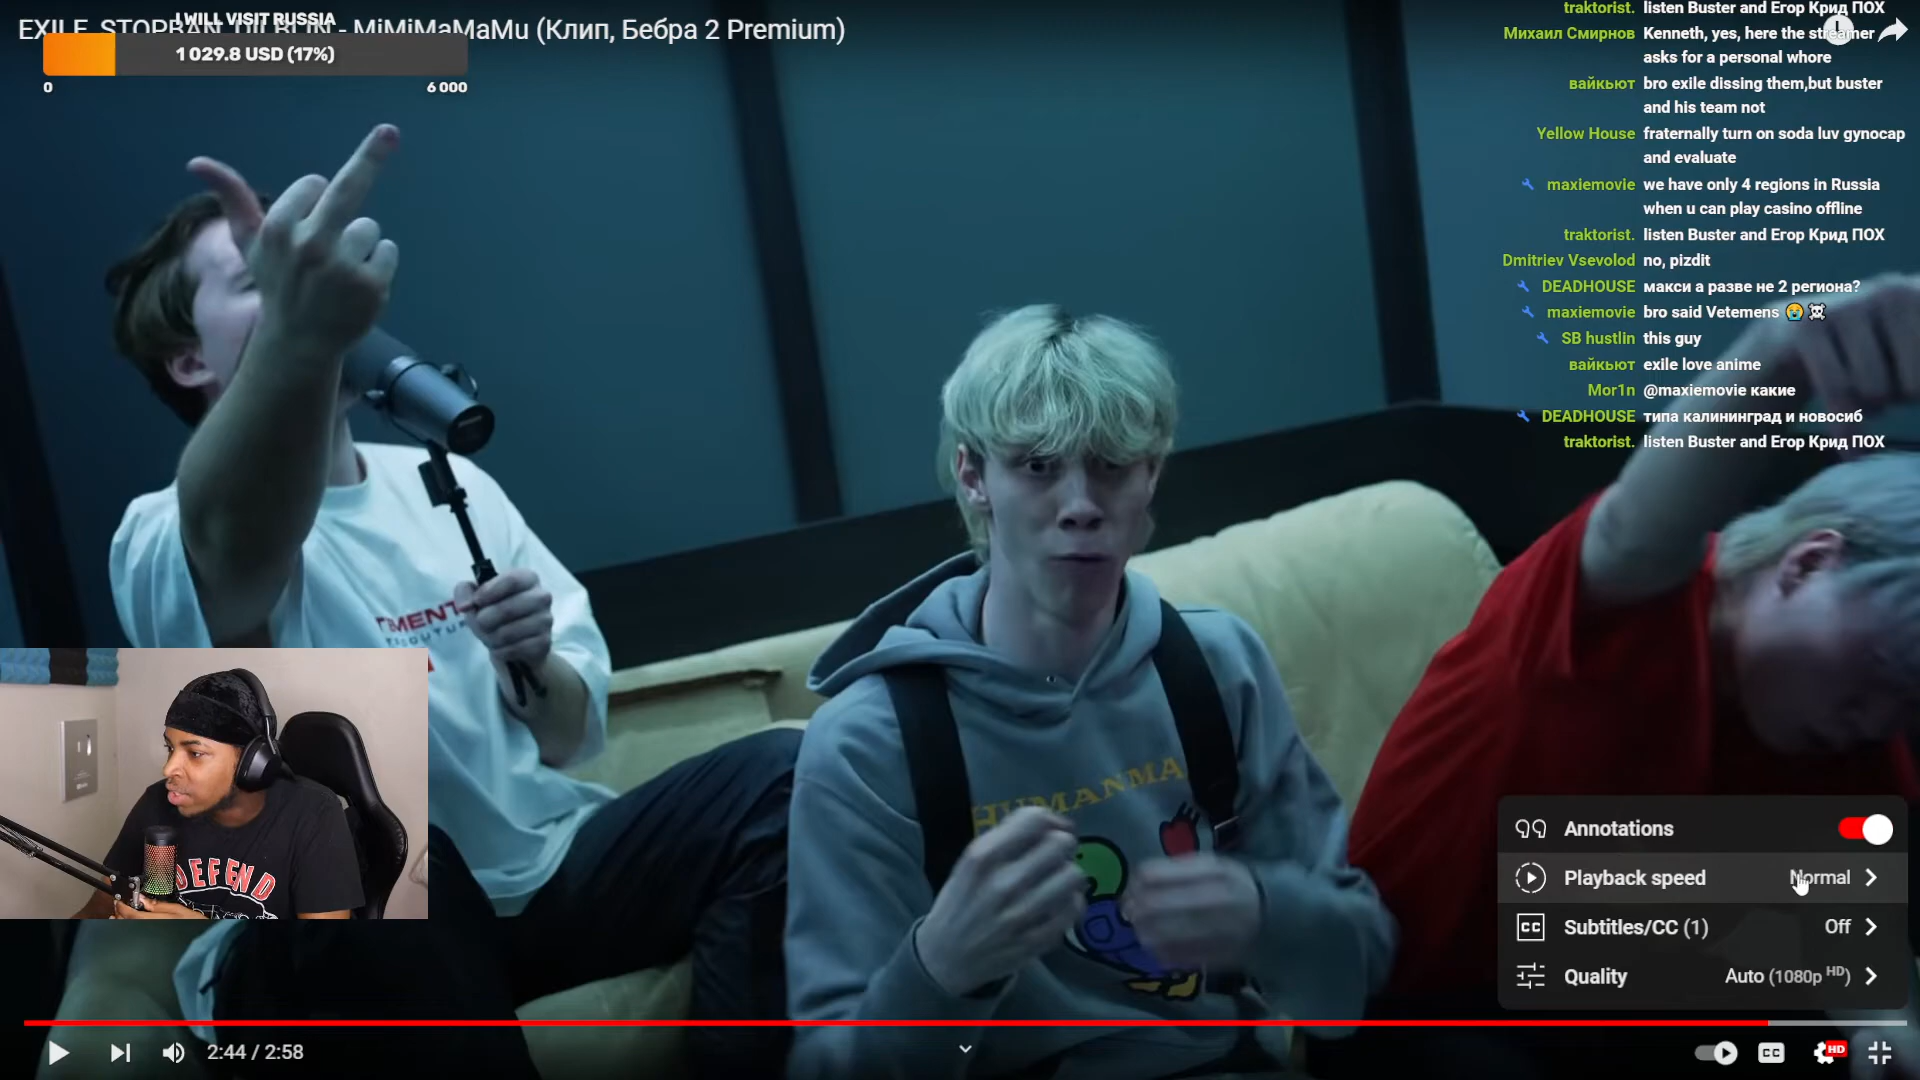 I WILL VISIT RUSSIA
EXILE, STOPBAN, DILBLIN - MiMiMaMaMu (Клип, Бебра 2 Premium)
1 029.8 USD (17%)
0 6 000
traktorist. listen Buster and Егор Крид ПОХ
Михаил Смирнов Kenneth, yes, here the streamer
asks for a personal whore
вайкьют bro exile dissing them,but buster
and his team not
Yellow House fraternally turn on soda luv gynocap
and evaluate
maxiemovie we have only 4 regions in Russia
when u can play casino offline
traktorist. listen Buster and Егор Крид ПОХ
Dmitriev Vsevolod no, pizdit
DEADHOUSE макси а разве не 2 региона?
maxiemovie bro said Vetemens 😭☠️
SB hustlin this guy
вайкьют exile love anime
Mor1n @maxiemovie какие
DEADHOUSE типа калининград и новосиб
traktorist. listen Buster and Егор Крид ПОХ
HUMANMA
DEFEND
Annotations
Playback speed Normal
Subtitles/CC (1) Off
Quality Auto (1080p HD)
2:44 / 2:58
CC
HD